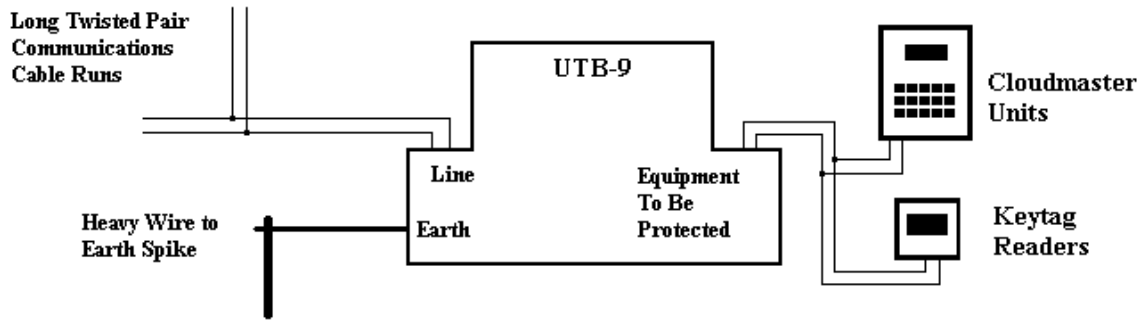 Long Twisted Pair
Communications
Cable Runs
UTB-9
Cloudmaster
Units
Line
Equipment
To Be
Protected
Heavy Wire to
Earth Spike
Earth
Keytag
Readers